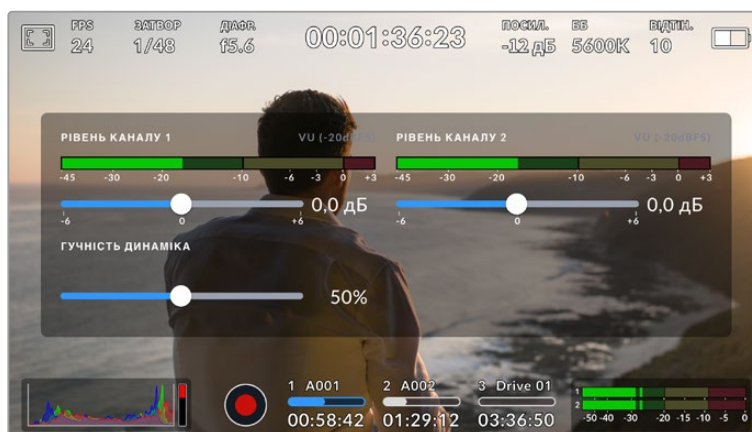 FPS ЗАТВОР ДІАФР. ПОСИЛ. ББ ВІДТІН.
24 1/48 f5.6 00:01:36:23 -12 дБ 5600K 10
РІВЕНЬ КАНАЛУ 1 VU (-20dBFS) РІВЕНЬ КАНАЛУ 2 VU (-20dBFS)
-45 -30 -20 -10 -6 -3 0 +3 -45 -30 -20 -10 -6 -3 0 +3
0,0 дБ 0,0 дБ
-6 0 +6 -6 0 +6
ГУЧНІСТЬ ДИНАМІКА
50%
1 A001 2 A002 3 Drive 01
1
2
00:58:42 01:29:12 03:36:50 -50 -40 -30 -20 -15 -10 -5 0